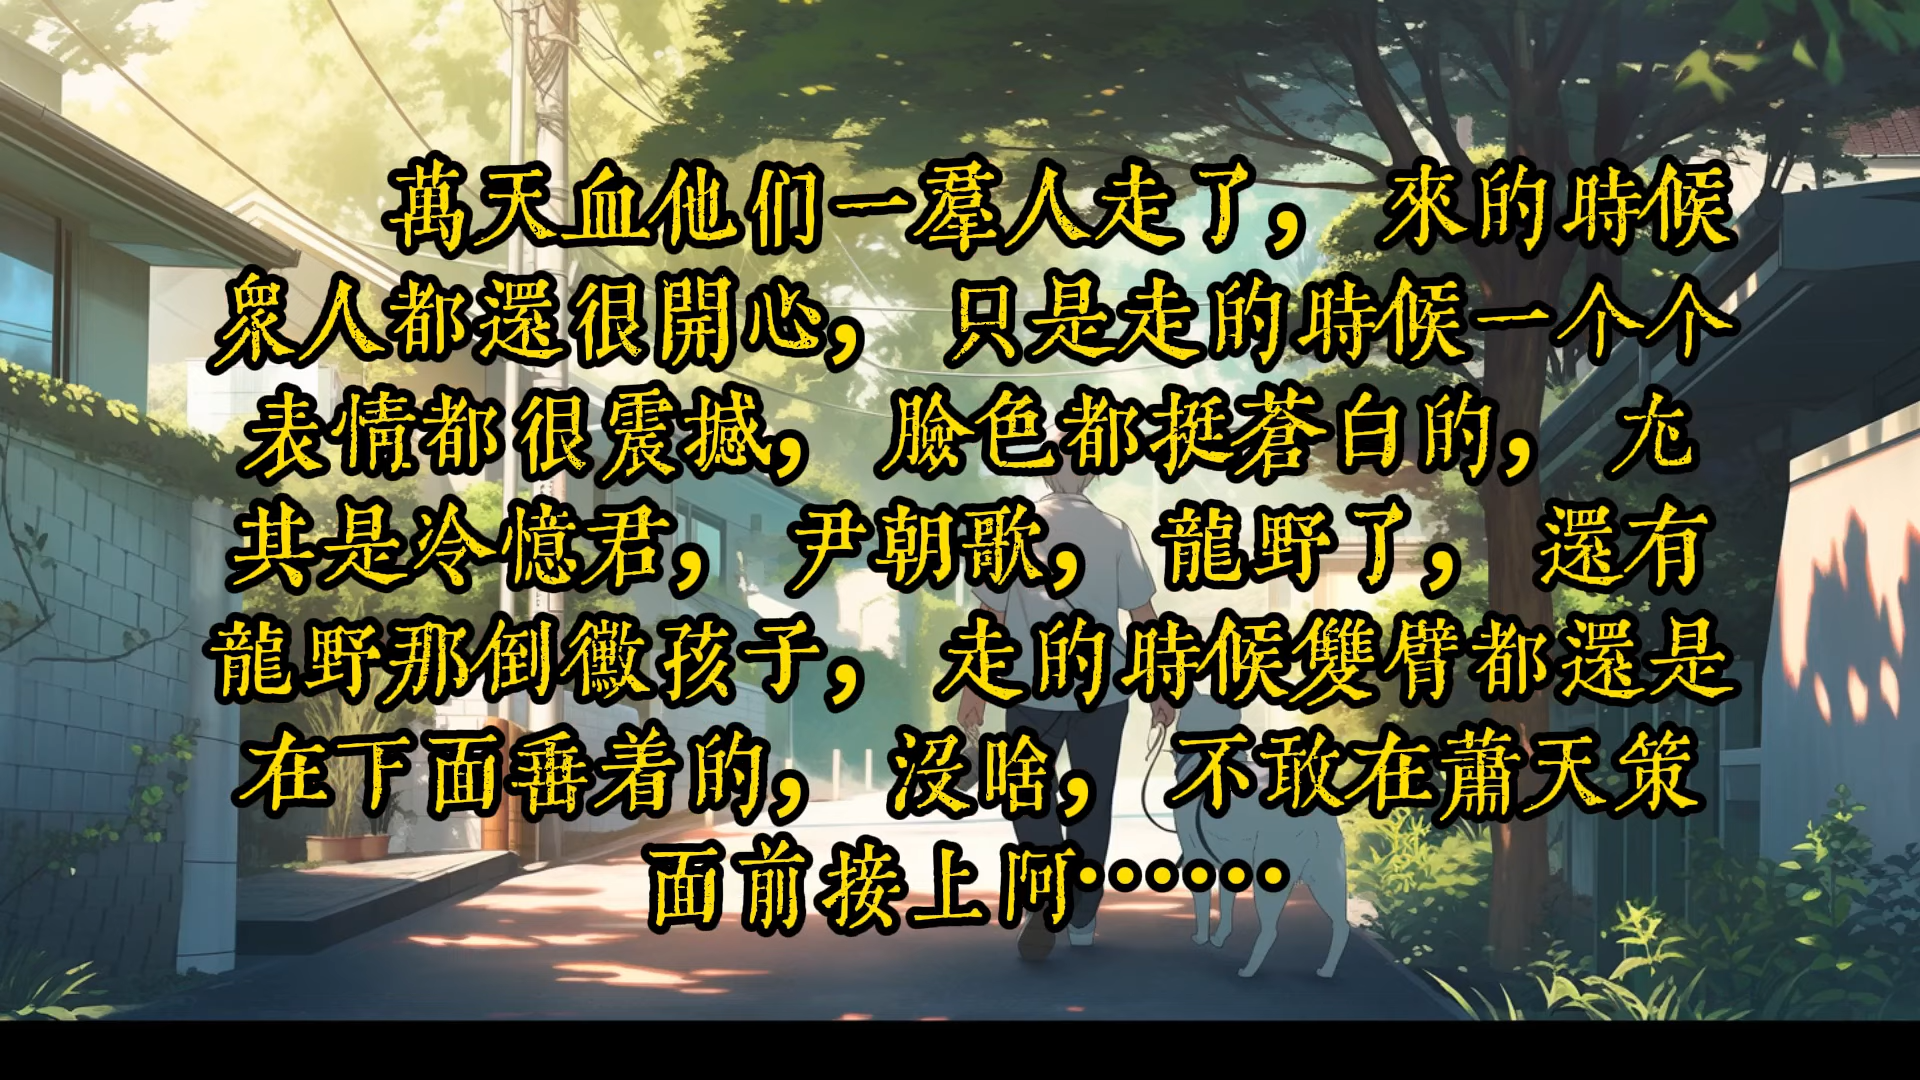 萬天血他们一羣人走了，來的時候
衆人都還很開心，只是走的時候一个个
表情都很震撼，臉色都挺蒼白的，尤
其是冷憶君，尹朝歌，龍野了，還有
龍野那倒黴孩子，走的時候雙臂都還是
在下面垂着的，沒啥，不敢在蕭天策
面前接上阿……